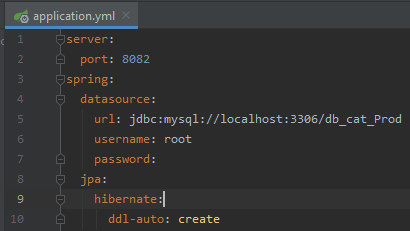 application.yml
1 server:
2 port: 8082
3 spring:
4 datasource:
5 url: jdbc:mysql://localhost:3306/db_cat_Prod
6 username: root
7 password:
8 jpa:
9 hibernate:
10 ddl-auto: create